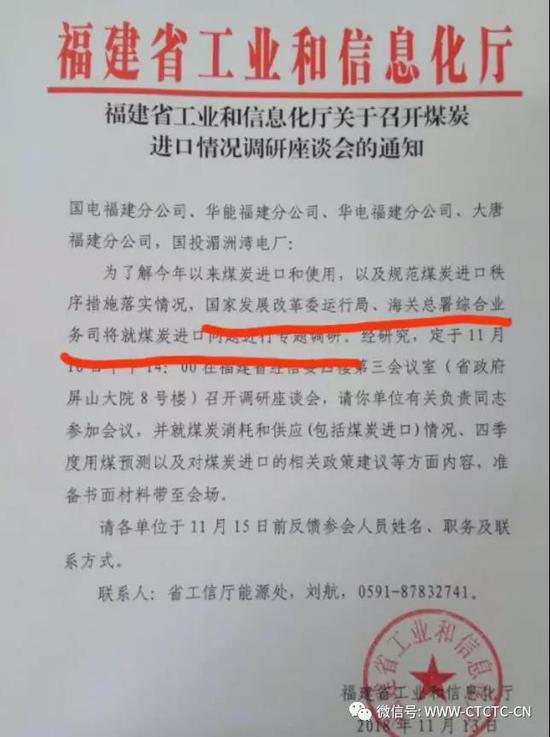 福建省工业和信息化厅
福建省工业和信息化厅关于召开煤炭
进口情况调研座谈会的通知
国电福建分公司、华能福建分公司、华电福建分公司、大唐
福建分公司，国投湄洲湾电厂：
为了解今年以来煤炭进口和使用，以及规范煤炭进口秩
序措施落实情况，国家发展改革委运行局、海关总署综合业
务司将就煤炭进口问题进行专题调研。经研究，定于11月
14：00在福建省经信委四楼第三会议室（省政府
屏山大院8号楼）召开调研座谈会，请你单位有关负责同志
参加会议，并就煤炭消耗和供应(包括煤炭进口)情况、四季
度用煤预测以及对煤炭进口的相关政策建议等方面内容，准
备书面材料带至会场。
请各单位于11月15日前反馈参会人员姓名、职务及联
系方式。
联系人：省工信厅能源处，刘航，0591-87832741。
省工业和信息
福建省工业和信息化厅
2018年11月13日
微信号: WWW-CTCTC-CN